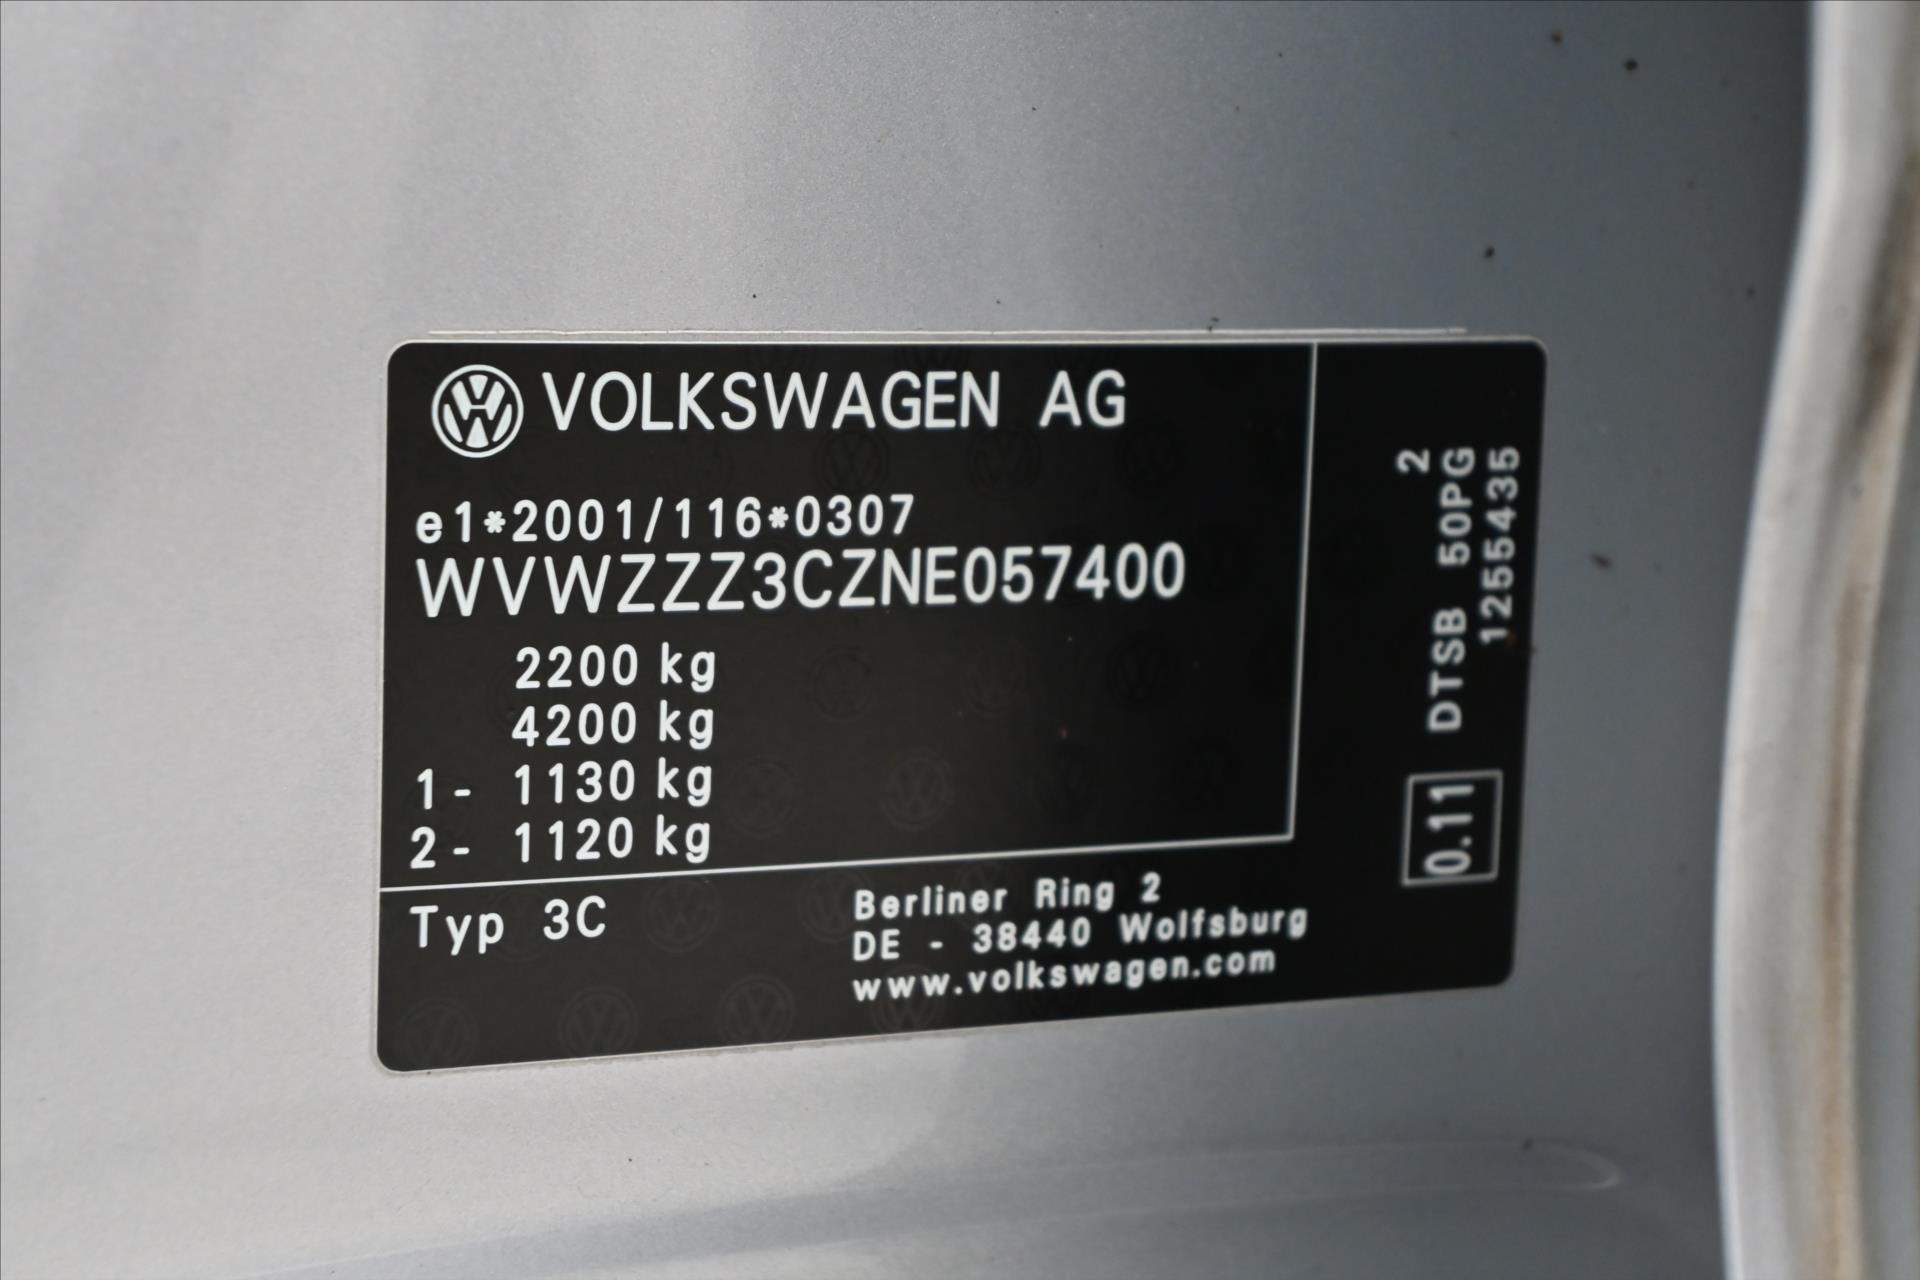 VOLKSWAGEN AG
e1*2001/116*0307
WVWZZZ3CZNE057400
2200 kg
4200 kg
1- 1130 kg
2- 1120 kg
Typ 3C
Berliner Ring 2
DE - 38440 Wolfsburg
www.volkswagen.com
2
0.11 DTSB 50PG
1255435